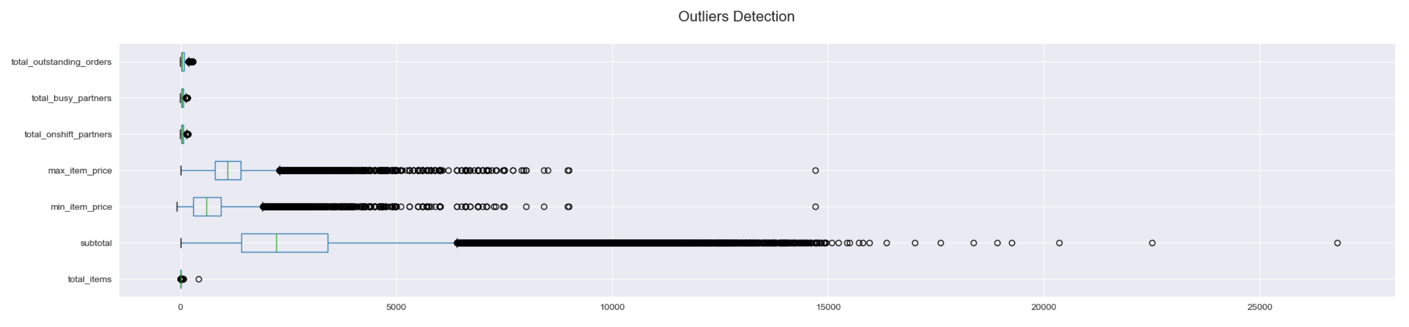 Outliers Detection
total_outstanding_orders
total_busy_partners
total_onshift_partners
max_item_price
min_item_price
subtotal
total_items
0 5000 10000 15000 20000 25000